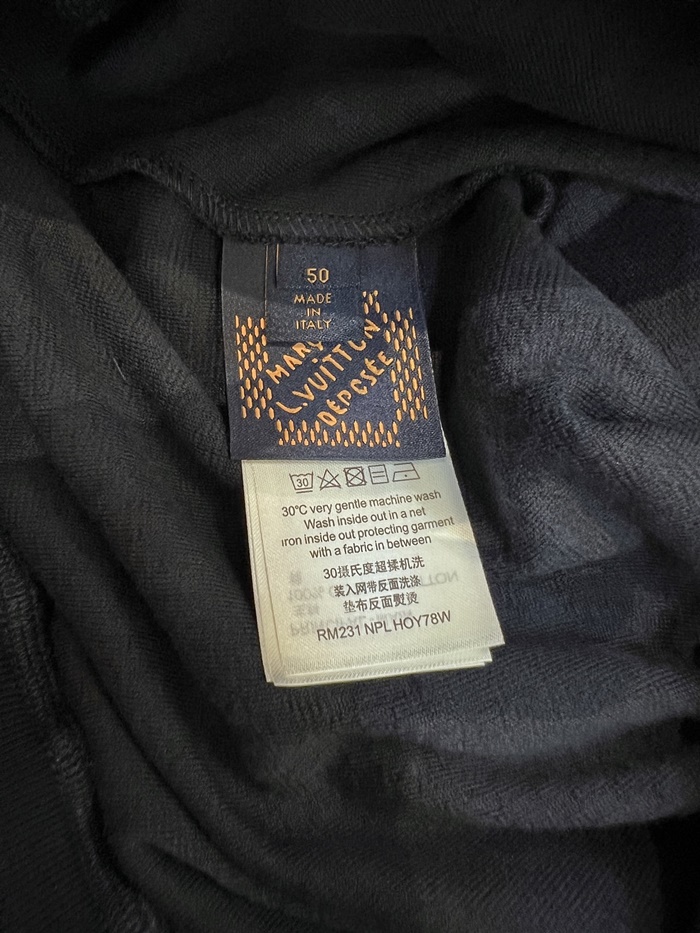 50
MADE
IN
ITALY
L.VUITTON
DÉPOSÉE
30
30°C very gentle machine wash
Wash inside out in a net
iron inside out protecting garment
with a fabric in between
30摄氏度超揉机洗
装入网带反面洗涤
垫布反面熨烫
RM231 NPL HOY78W